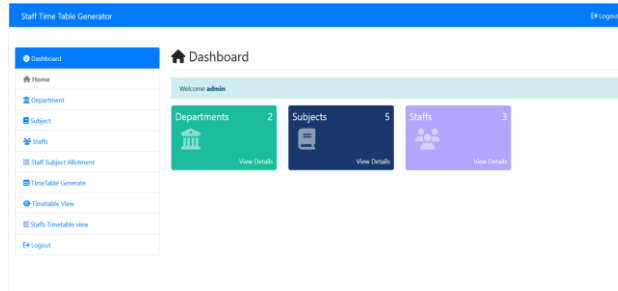 Staff Time Table Generator
Logout
Dashboard
Home
Department
Subject
Staffs
Staff Subject Allotment
TimeTable Generate
Timetable View
Staffs Timetable view
Logout
Dashboard
Welcome admin
Departments 2
View Details
Subjects 5
View Details
Staffs 3
View Details